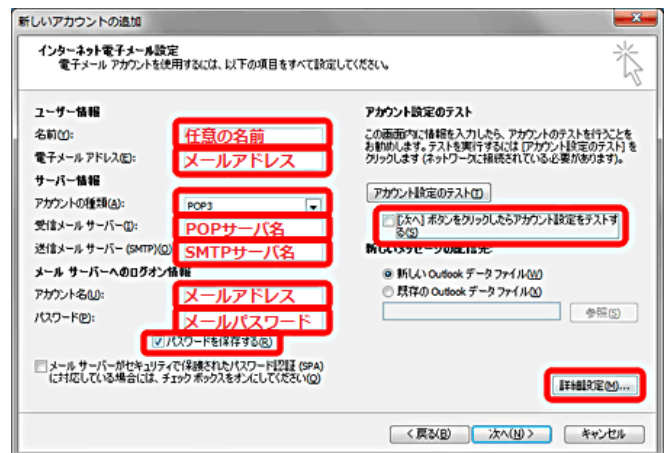 新しいアカウントの追加
インターネット電子メール設定
電子メール アカウントを使用するには、以下の項目をすべて設定してください。
ユーザー情報
名前(Y):
任意の名前
電子メール アドレス(E):
メールアドレス
サーバー情報
アカウントの種類(A):
POP3
受信メール サーバー(I):
POPサーバ名
送信メール サーバー (SMTP)(O):
SMTPサーバ名
メール サーバーへのログオン情報
アカウント名(U):
メールアドレス
パスワード(P):
メールパスワード
パスワードを保存する(R)
メール サーバーがセキュリティで保護されたパスワード認証 (SPA)
に対応している場合には、チェック ボックスをオンにしてください(Q)
アカウント設定のテスト
この画面内に情報を入力したら、アカウントのテストを行うことを
お勧めします。テストを実行するには [アカウント設定のテスト] を
クリックします (ネットワークに接続されている必要があります)。
アカウント設定のテスト(T)
[次へ] ボタンをクリックしたらアカウント設定をテストす
る(S)
新しいメッセージの配信先:
新しい Outlook データ ファイル(W)
既存の Outlook データ ファイル(X)
参照(S)
詳細設定(M)...
< 戻る(B)
次へ(N) >
キャンセル